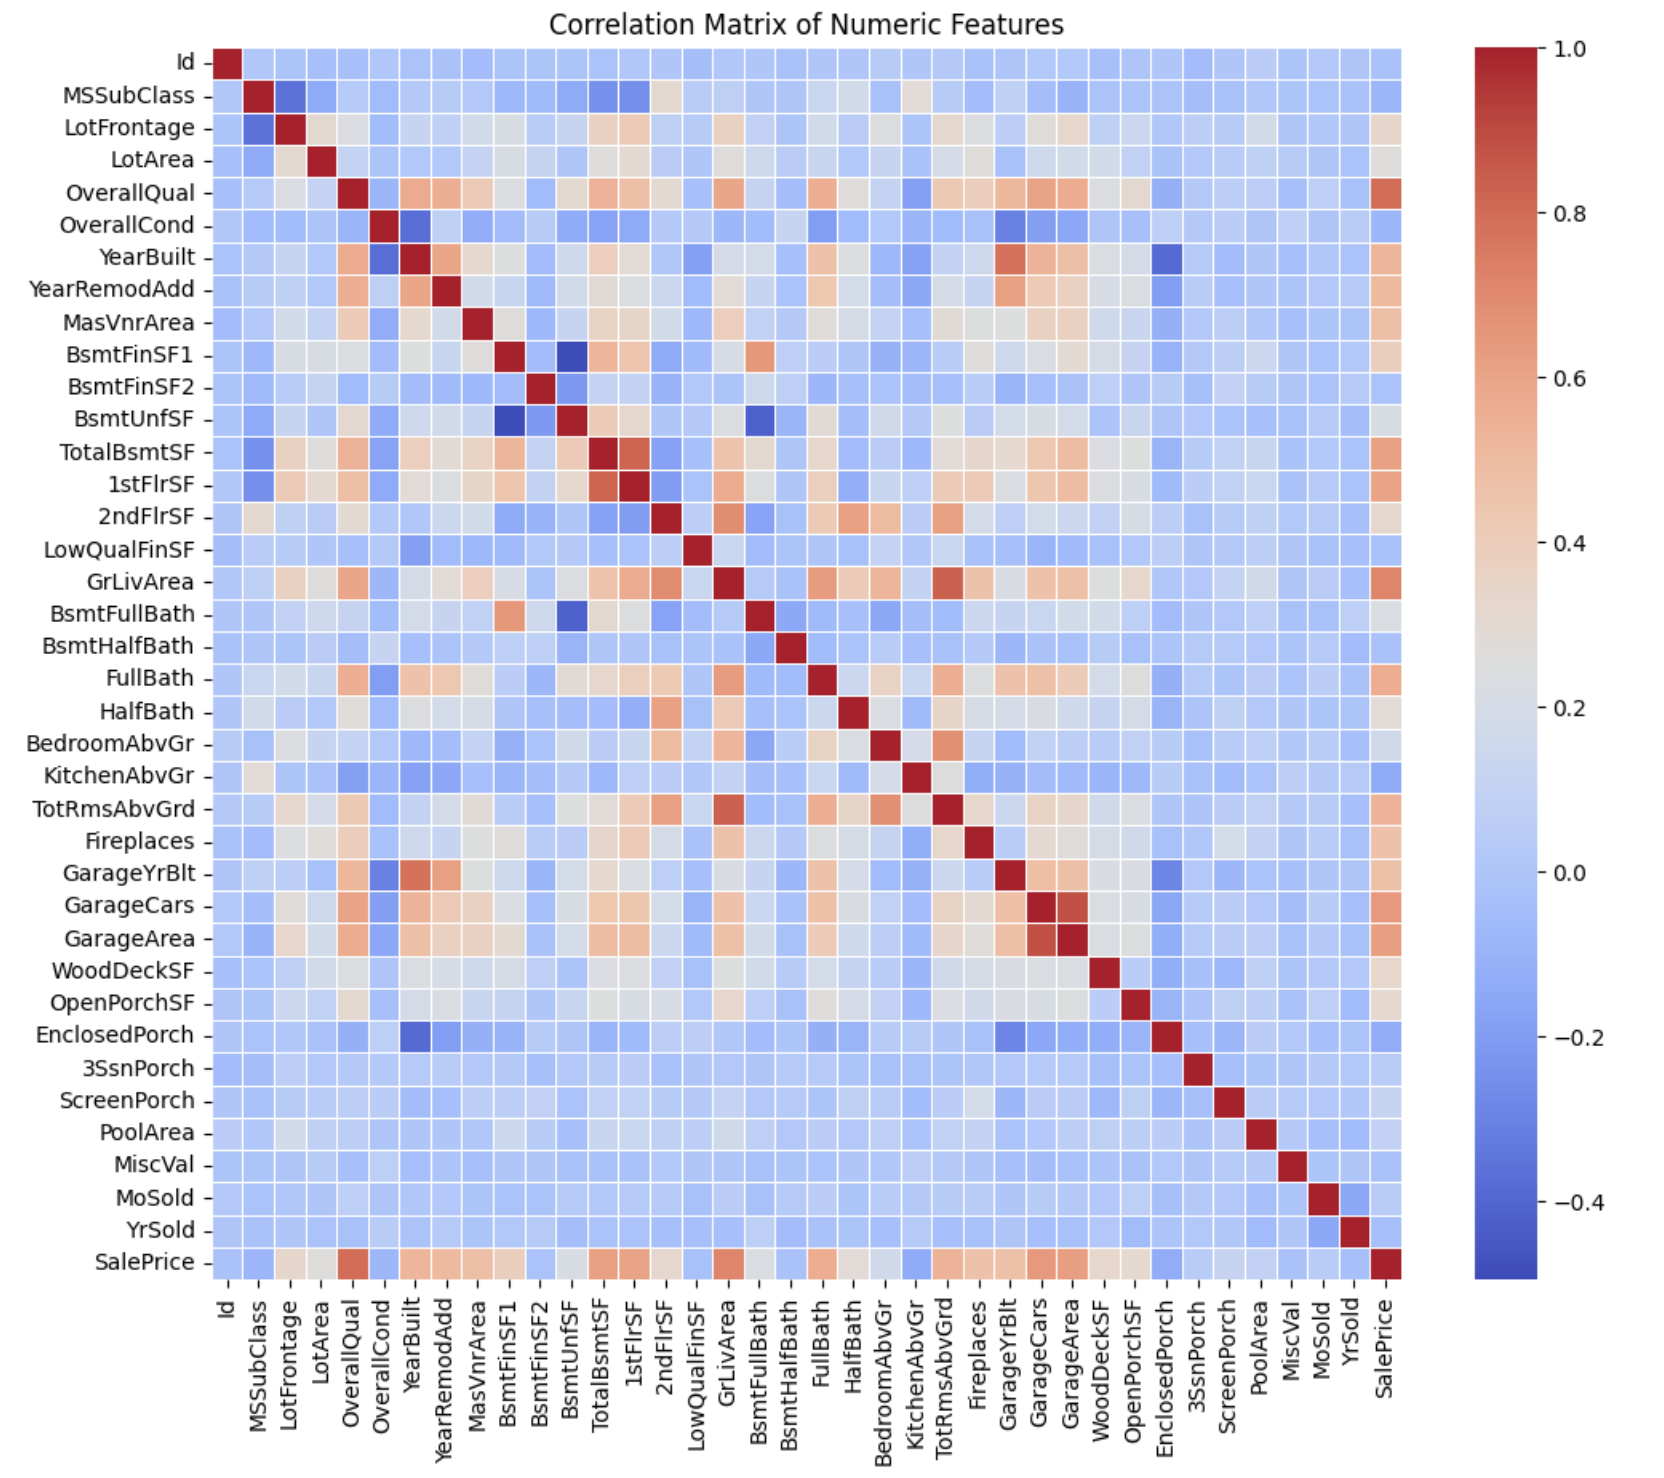 Correlation Matrix of Numeric Features
Id
MSSubClass
LotFrontage
LotArea
OverallQual
OverallCond
YearBuilt
YearRemodAdd
MasVnrArea
BsmtFinSF1
BsmtFinSF2
BsmtUnfSF
TotalBsmtSF
1stFlrSF
2ndFlrSF
LowQualFinSF
GrLivArea
BsmtFullBath
BsmtHalfBath
FullBath
HalfBath
BedroomAbvGr
KitchenAbvGr
TotRmsAbvGrd
Fireplaces
GarageYrBlt
GarageCars
GarageArea
WoodDeckSF
OpenPorchSF
EnclosedPorch
3SsnPorch
ScreenPorch
PoolArea
MiscVal
MoSold
YrSold
SalePrice
Id
MSSubClass
LotFrontage
LotArea
OverallQual
OverallCond
YearBuilt
YearRemodAdd
MasVnrArea
BsmtFinSF1
BsmtFinSF2
BsmtUnfSF
TotalBsmtSF
1stFlrSF
2ndFlrSF
LowQualFinSF
GrLivArea
BsmtFullBath
BsmtHalfBath
FullBath
HalfBath
BedroomAbvGr
KitchenAbvGr
TotRmsAbvGrd
Fireplaces
GarageYrBlt
GarageCars
GarageArea
WoodDeckSF
OpenPorchSF
EnclosedPorch
3SsnPorch
ScreenPorch
PoolArea
MiscVal
MoSold
YrSold
SalePrice
1.0
0.8
0.6
0.4
0.2
0.0
−0.2
−0.4